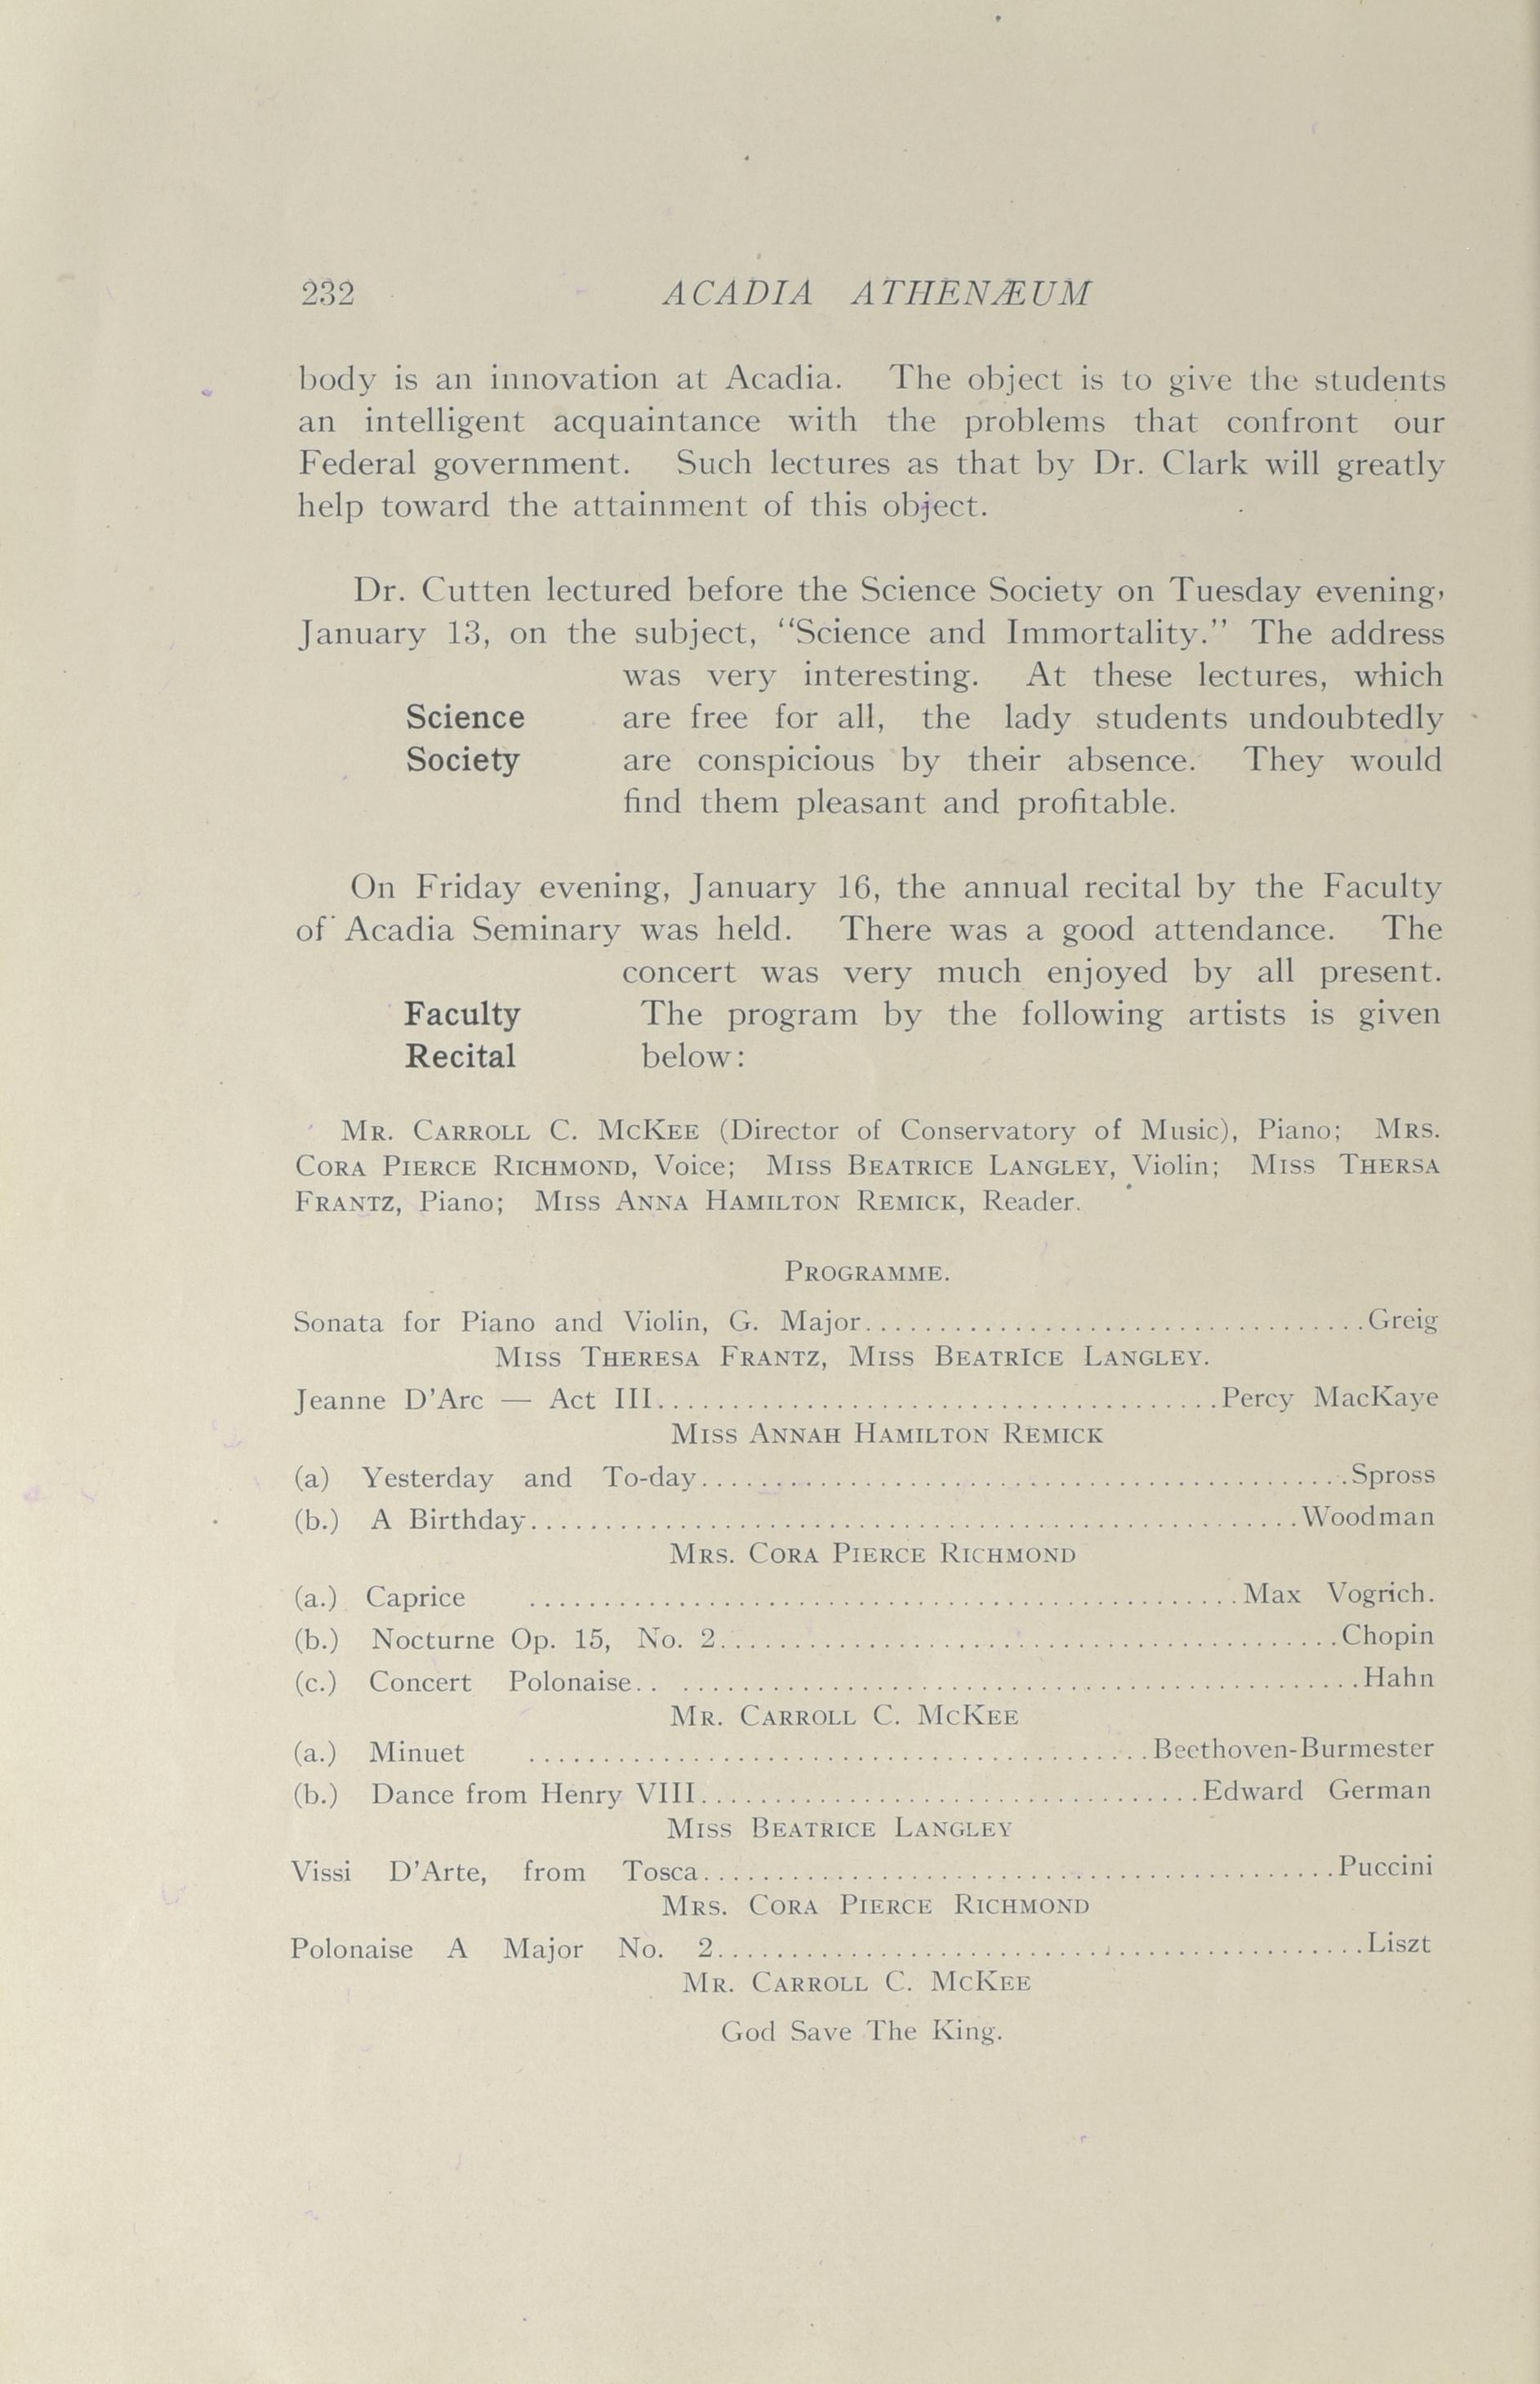 232 ACADIA ATHENÆUM
body is an innovation at Acadia. The object is to give the students
an intelligent acquaintance with the problems that confront our
Federal government. Such lectures as that by Dr. Clark will greatly
help toward the attainment of this object.
Dr. Cutten lectured before the Science Society on Tuesday evening,
January 13, on the subject, “Science and Immortality.” The address
was very interesting. At these lectures, which
Science are free for all, the lady students undoubtedly
Society are conspicious by their absence. They would
find them pleasant and profitable.
On Friday evening, January 16, the annual recital by the Faculty
of Acadia Seminary was held. There was a good attendance. The
concert was very much enjoyed by all present.
Faculty The program by the following artists is given
Recital below:
MR. CARROLL C. MCKEE (Director of Conservatory of Music), Piano; MRS.
CORA PIERCE RICHMOND, Voice; MISS BEATRICE LANGLEY, Violin; MISS THERSA
FRANTZ, Piano; MISS ANNA HAMILTON REMICK, Reader.
PROGRAMME.
Sonata for Piano and Violin, G. Major..................................Greig
MISS THERESA FRANTZ, MISS BEATRICE LANGLEY.
Jeanne D'Arc — Act III......................................Percy MacKaye
MISS ANNAH HAMILTON REMICK
(a) Yesterday and To-day............................................Spross
(b.) A Birthday....................................................Woodman
MRS. CORA PIERCE RICHMOND
(a.) Caprice ................................................Max Vogrich.
(b.) Nocturne Op. 15, No. 2..........................................Chopin
(c.) Concert Polonaise.. ..............................................Hahn
MR. CARROLL C. MCKEE
(a.) Minuet ..........................................Beethoven-Burmester
(b.) Dance from Henry VIII..................................Edward German
MISS BEATRICE LANGLEY
Vissi D'Arte, from Tosca...........................................Puccini
MRS. CORA PIERCE RICHMOND
Polonaise A Major No. 2............................................Liszt
MR. CARROLL C. MCKEE
God Save The King.